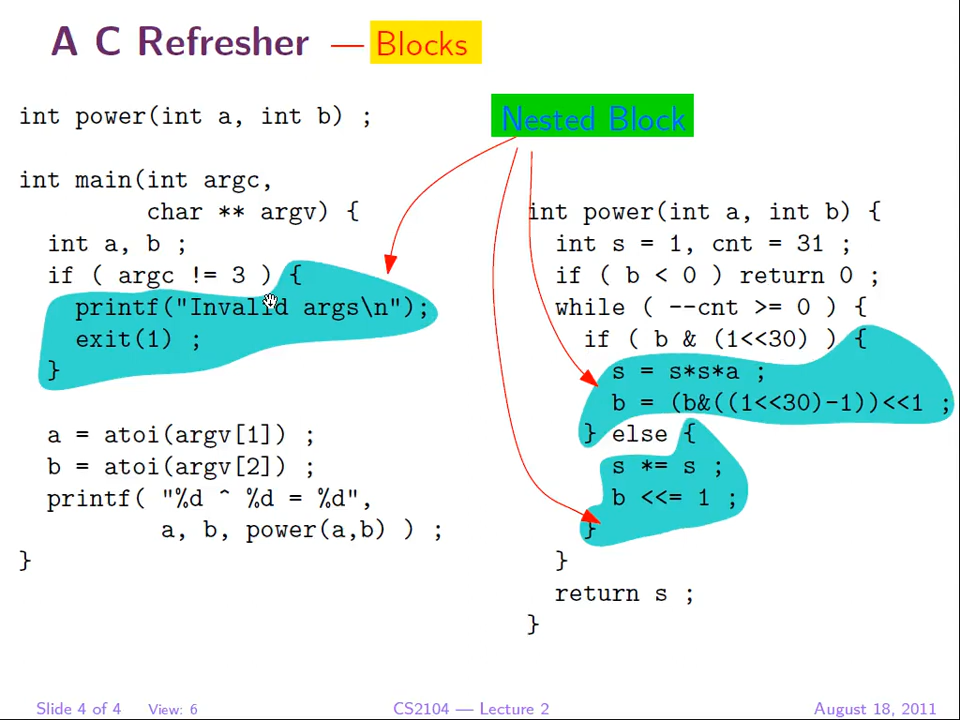 A C Refresher — Blocks
Nested Block
int power(int a, int b) ;
int main(int argc,
char ** argv) {
int a, b ;
if ( argc != 3 ) {
printf("Invalid args\n");
exit(1) ;
}
a = atoi(argv[1]) ;
b = atoi(argv[2]) ;
printf( "%d ^ %d = %d",
a, b, power(a,b) ) ;
}
int power(int a, int b) {
int s = 1, cnt = 31 ;
if ( b < 0 ) return 0 ;
while ( --cnt >= 0 ) {
if ( b & (1<<30) ) {
s = s*s*a ;
b = (b&((1<<30)-1))<<1 ;
} else {
s *= s ;
b <<= 1 ;
}
}
return s ;
}
Slide 4 of 4 View: 6 CS2104 — Lecture 2 August 18, 2011